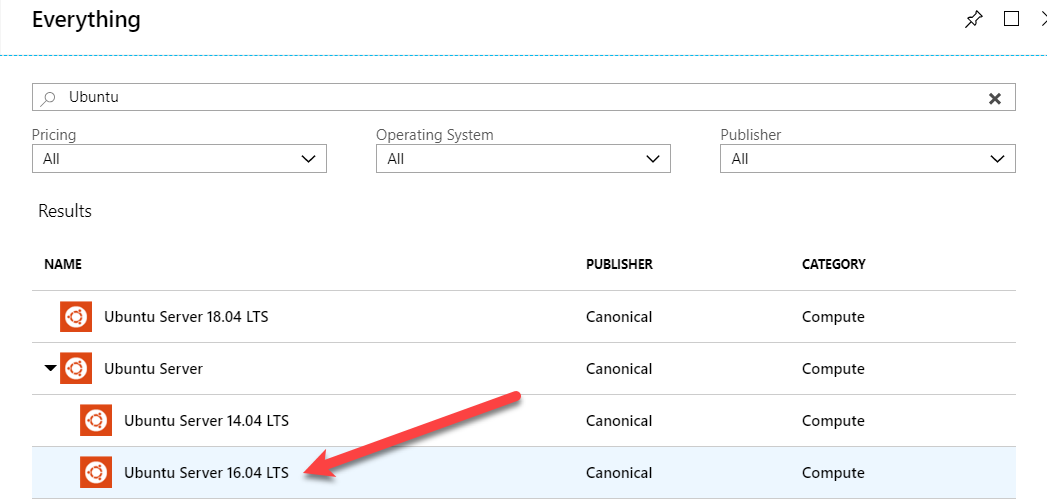 Everything
Ubuntu
Pricing Operating System Publisher
All All All
Results
NAME PUBLISHER CATEGORY
Ubuntu Server 18.04 LTS Canonical Compute
Ubuntu Server Canonical Compute
Ubuntu Server 14.04 LTS Canonical Compute
Ubuntu Server 16.04 LTS Canonical Compute